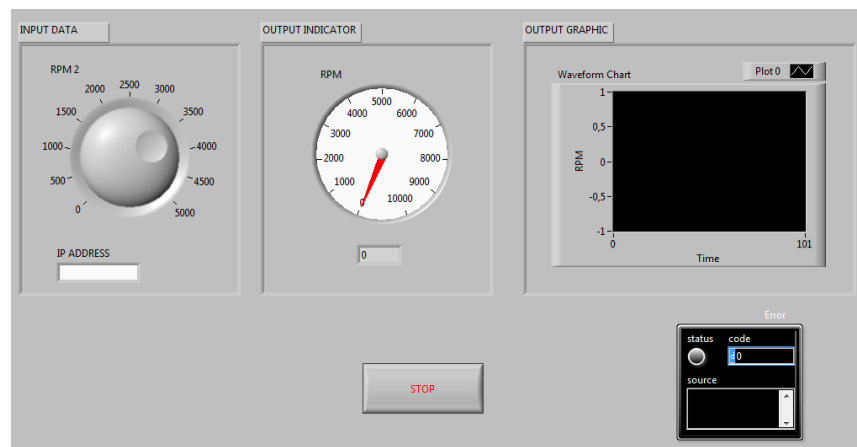 INPUT DATA
RPM 2
0
500
1000
1500
2000
2500
3000
3500
4000
4500
5000
IP ADDRESS
OUTPUT INDICATOR
RPM
0
1000
2000
3000
4000
5000
6000
7000
8000
9000
10000
0
OUTPUT GRAPHIC
Waveform Chart
Plot 0
1
0,5
0
-0,5
-1
RPM
0
101
Time
STOP
Error
status
code
d0
source